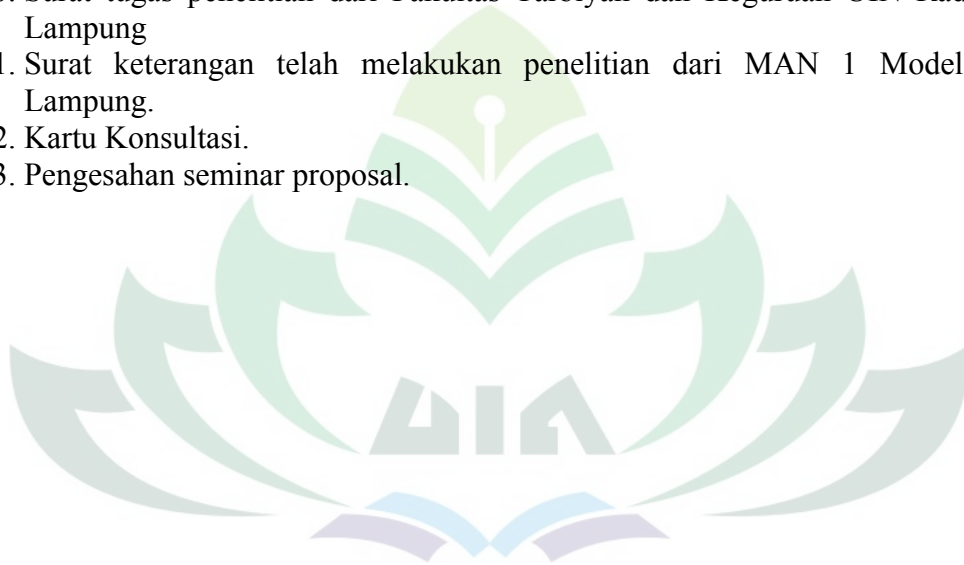 Surat tugas penelitian dari Fakultas Tarbiyah dan Keguruan UIN
Lampung
. Surat keterangan telah melakukan penelitian dari MAN 1 Model
Lampung.
2. Kartu Konsultasi.
3. Pengesahan seminar proposal.
UIN